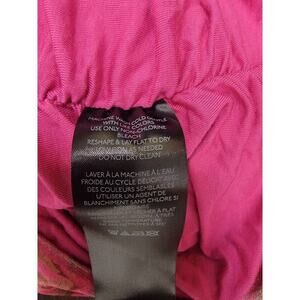 MACHINE WASH COLD GENTLE
WITH LIKE COLORS
USE ONLY NON-CHLORINE
BLEACH
RESHAPE & LAY FLAT TO DRY
AS NEEDED
DO NOT DRY CLEAN
LAVER À LA MACHINE À L'EAU
FROIDE AU CYCLE DÉLICAT AVEC
DES COULEURS SEMBLABLES
UTILISER UN AGENT DE
BLANCHIMENT SANS CHLORE SI
À PLAT